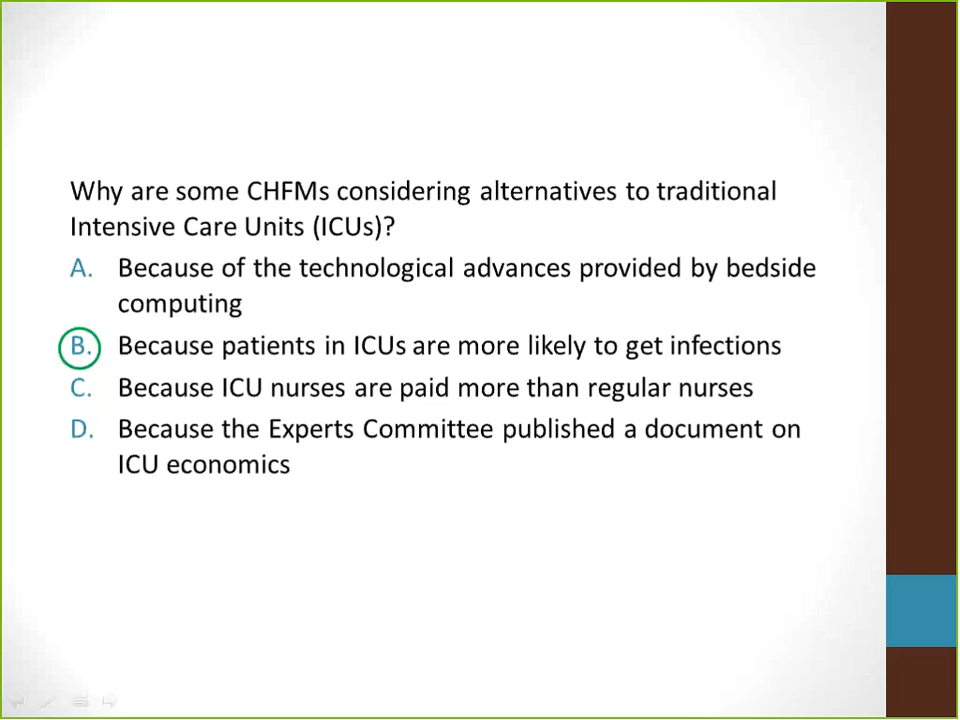 Why are some CHFMs considering alternatives to traditional
Intensive Care Units (ICUs)?
A. Because of the technological advances provided by bedside
computing
B. Because patients in ICUs are more likely to get infections
C. Because ICU nurses are paid more than regular nurses
D. Because the Experts Committee published a document on
ICU economics